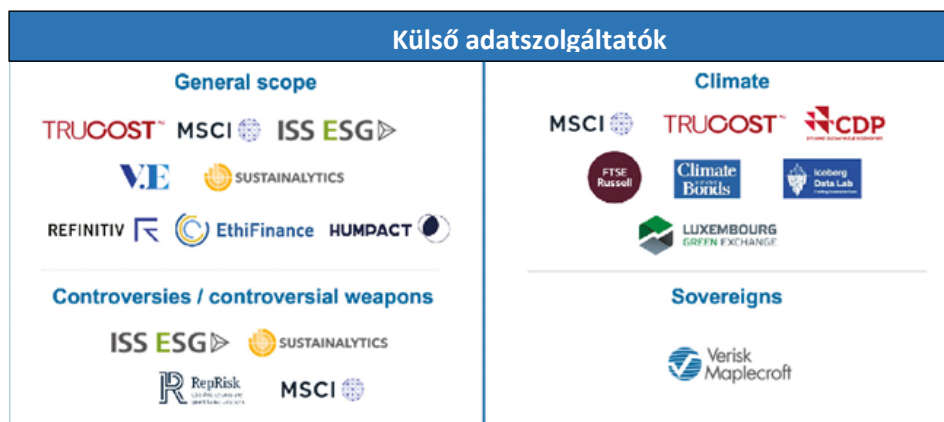 Külső adatszolgáltatók
General scope
TRUCOST MSCI ISS ESG
V.E SUSTAINALYTICS
REFINITIV EthiFinance HUMPACT
Controversies / controversial weapons
ISS ESG SUSTAINALYTICS
RepRisk MSCI
Climate
MSCI TRUCOST CDP
FTSE
Russell
Climate
Bonds
Iceberg
Data Lab
LUXEMBOURG
GREEN EXCHANGE
Sovereigns
Verisk
Maplecroft